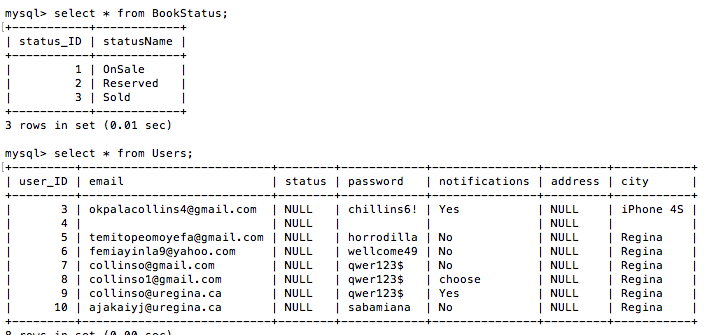 mysql> select * from BookStatus;
+-----------+------------+
| status_ID | statusName |
+-----------+------------+
|         1 | OnSale     |
|         2 | Reserved   |
|         3 | Sold       |
+-----------+------------+
3 rows in set (0.01 sec)
mysql> select * from Users;
+---------+--------------------------+--------+------------+---------------+---------+-----------+
| user_ID | email                    | status | password   | notifications | address | city      |
+---------+--------------------------+--------+------------+---------------+---------+-----------+
|       3 | okpalacollins4@gmail.com | NULL   | chillins6! | Yes           | NULL    | iPhone 4S |
|       4 |                          | NULL   |            |               | NULL    |           |
|       5 | temitopeomoyefa@gmail.com | NULL   | horrodilla | No            | NULL    | Regina    |
|       6 | femiayinla9@yahoo.com    | NULL   | wellcome49 | No            | NULL    | Regina    |
|       7 | collinso@gmail.com       | NULL   | qwer123$   | No            | NULL    | Regina    |
|       8 | collinso1@gmail.com      | NULL   | qwer123$   | choose        | NULL    | Regina    |
|       9 | collinso@uregina.ca      | NULL   | qwer123$   | Yes           | NULL    | Regina    |
|      10 | ajakaiyj@uregina.ca      | NULL   | sabamiana  | No            | NULL    | Regina    |
+---------+--------------------------+--------+------------+---------------+---------+-----------+
8 rows in set (0.00 sec)